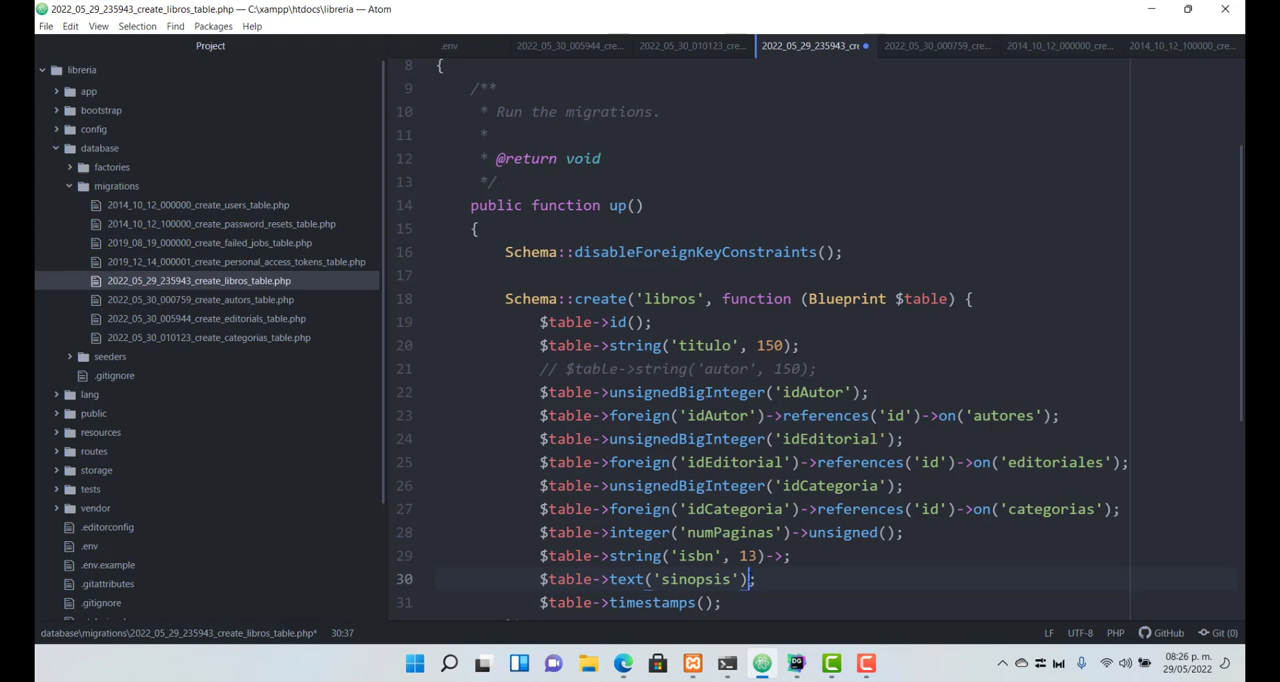 2022_05_29_235943_create_libros_table.php — C:\xampp\htdocs\libreria — Atom
File Edit View Selection Find Packages Help
Project
.env 2022_05_30_005944_cre... 2022_05_30_010123_cre... 2022_05_29_235943_cre 2022_05_30_000759_cre... 2014_10_12_000000_cre... 2014_10_12_100000_cre...
libreria
app
bootstrap
config
database
factories
migrations
2014_10_12_000000_create_users_table.php
2014_10_12_100000_create_password_resets_table.php
2019_08_19_000000_create_failed_jobs_table.php
2019_12_14_000001_create_personal_access_tokens_table.php
2022_05_29_235943_create_libros_table.php
2022_05_30_000759_create_autors_table.php
2022_05_30_005944_create_editorials_table.php
2022_05_30_010123_create_categorias_table.php
seeders
.gitignore
lang
public
resources
routes
storage
tests
vendor
.editorconfig
.env
.env.example
.gitattributes
.gitignore
8 {
9 /**
10 * Run the migrations.
11 *
12 * @return void
13 */
14 public function up()
15 {
16 Schema::disableForeignKeyConstraints();
17
18 Schema::create('libros', function (Blueprint $table) {
19 $table->id();
20 $table->string('titulo', 150);
21 // $table->string('autor', 150);
22 $table->unsignedBigInteger('idAutor');
23 $table->foreign('idAutor')->references('id')->on('autores');
24 $table->unsignedBigInteger('idEditorial');
25 $table->foreign('idEditorial')->references('id')->on('editoriales');
26 $table->unsignedBigInteger('idCategoria');
27 $table->foreign('idCategoria')->references('id')->on('categorias');
28 $table->integer('numPaginas')->unsigned();
29 $table->string('isbn', 13)->;
30 $table->text('sinopsis');
31 $table->timestamps();
database\migrations\2022_05_29_235943_create_libros_table.php* 30:37 LF UTF-8 PHP GitHub Git (0)
08:26 p. m.
29/05/2022